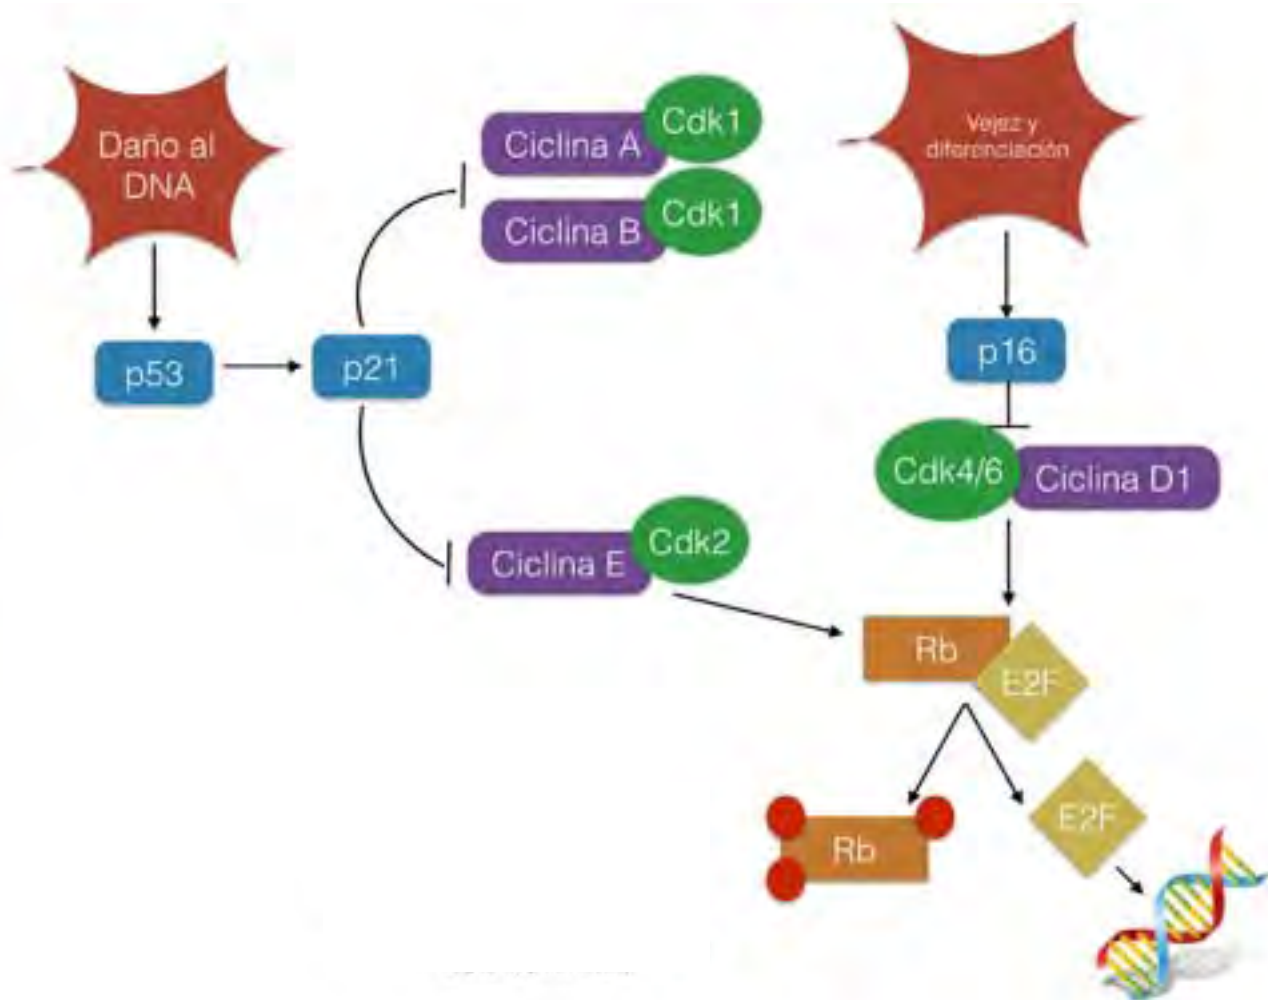 Daño al
DNA
Ciclina A
Cdk1
Ciclina B
Cdk1
p53
p21
Ciclina E
Cdk2
Vejez y
diferenciación
p16
Cdk4/6
Ciclina D1
Rb
E2F
Rb
E2F